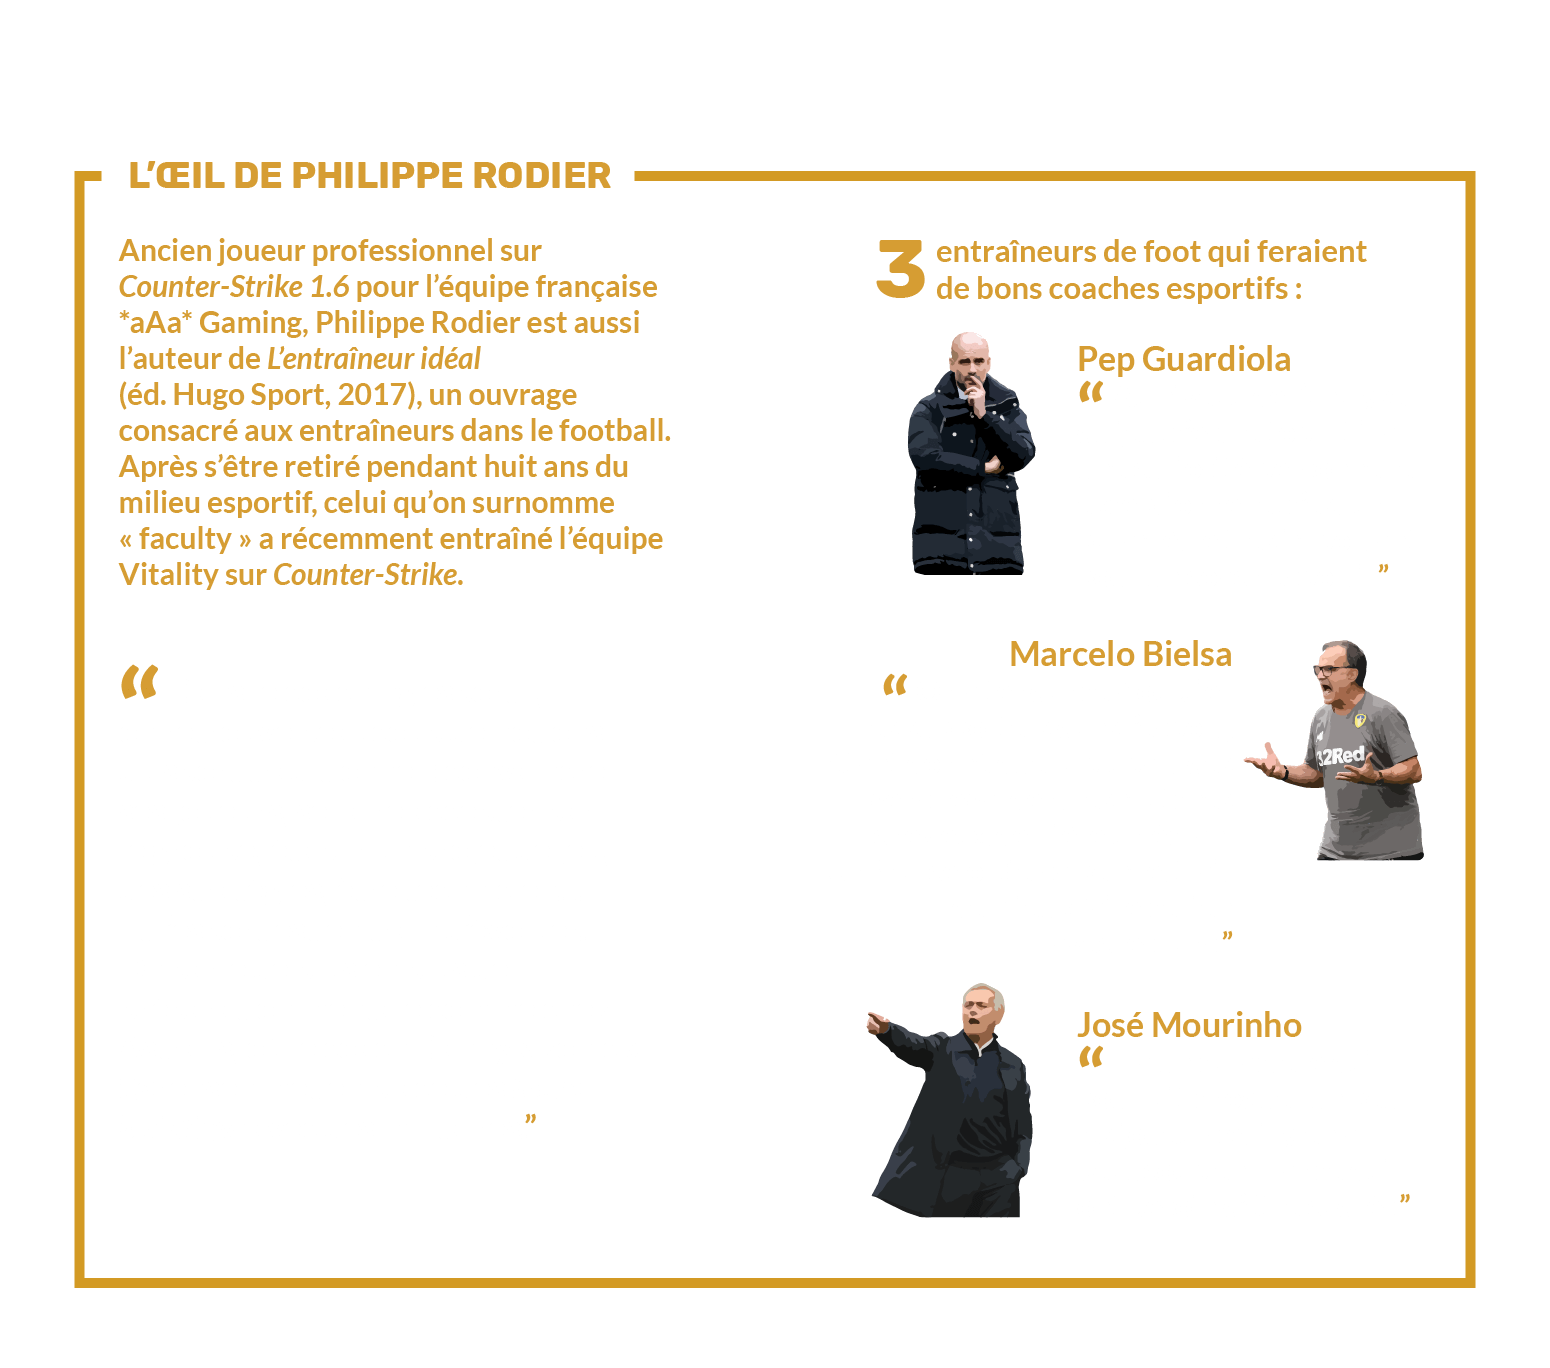 L’ŒIL DE PHILIPPE RODIER
Ancien joueur professionnel sur
Counter-Strike 1.6 pour l’équipe française
*aAa* Gaming, Philippe Rodier est aussi
l’auteur de L’entraîneur idéal
(éd. Hugo Sport, 2017), un ouvrage
consacré aux entraîneurs dans le football.
Après s’être retiré pendant huit ans du
milieu esportif, celui qu’on surnomme
« faculty » a récemment entraîné l’équipe
Vitality sur Counter-Strike.
“
”
3 entraîneurs de foot qui feraient
de bons coaches esportifs :
Pep Guardiola
“
”
Marcelo Bielsa
“
32Red
”
José Mourinho
“
”